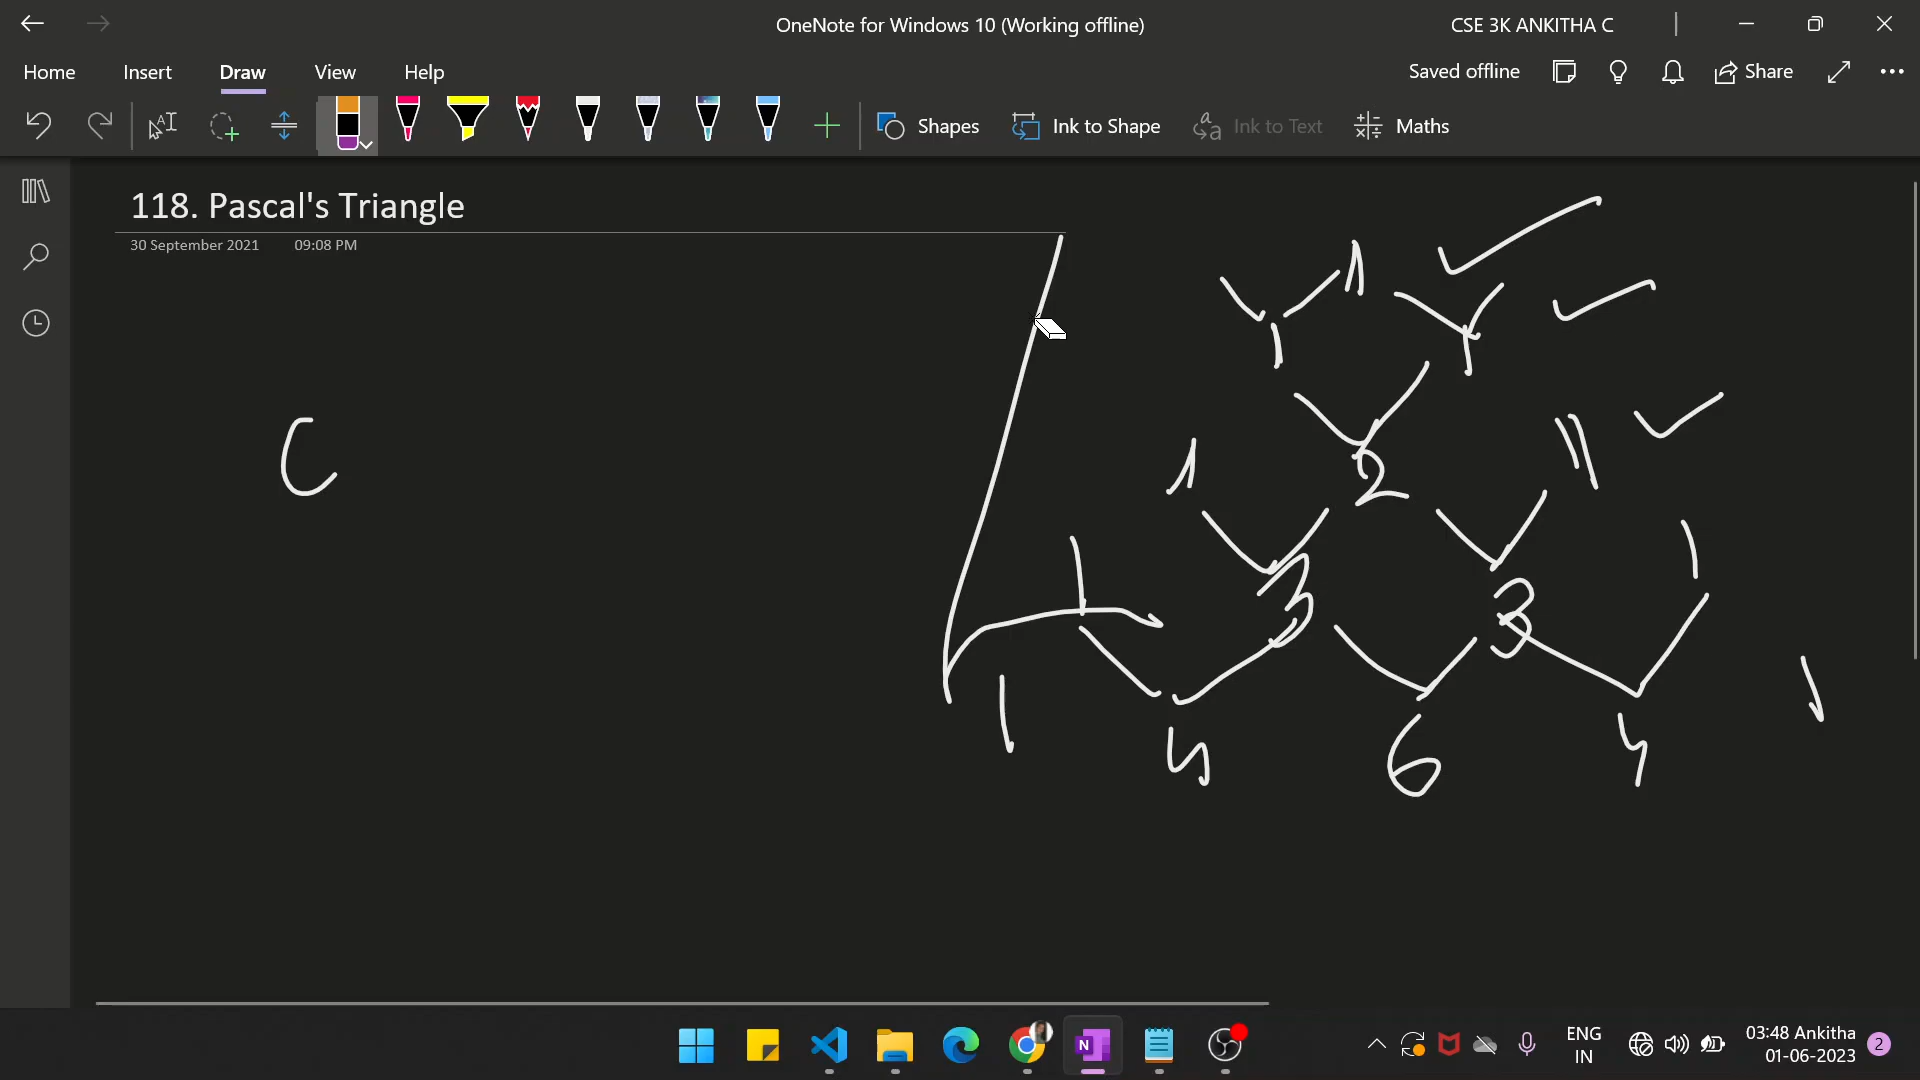 OneNote for Windows 10 (Working offline)
CSE 3K ANKITHA C
Home Insert Draw View Help
Saved offline
Share
Shapes
Ink to Shape
Ink to Text
Maths
118. Pascal's Triangle
30 September 2021 09:08 PM
1
1 1
C
1 2 1
1 3 3 1
1 4 6 4 1
ENG
IN
03:48 Ankitha
01-06-2023
2